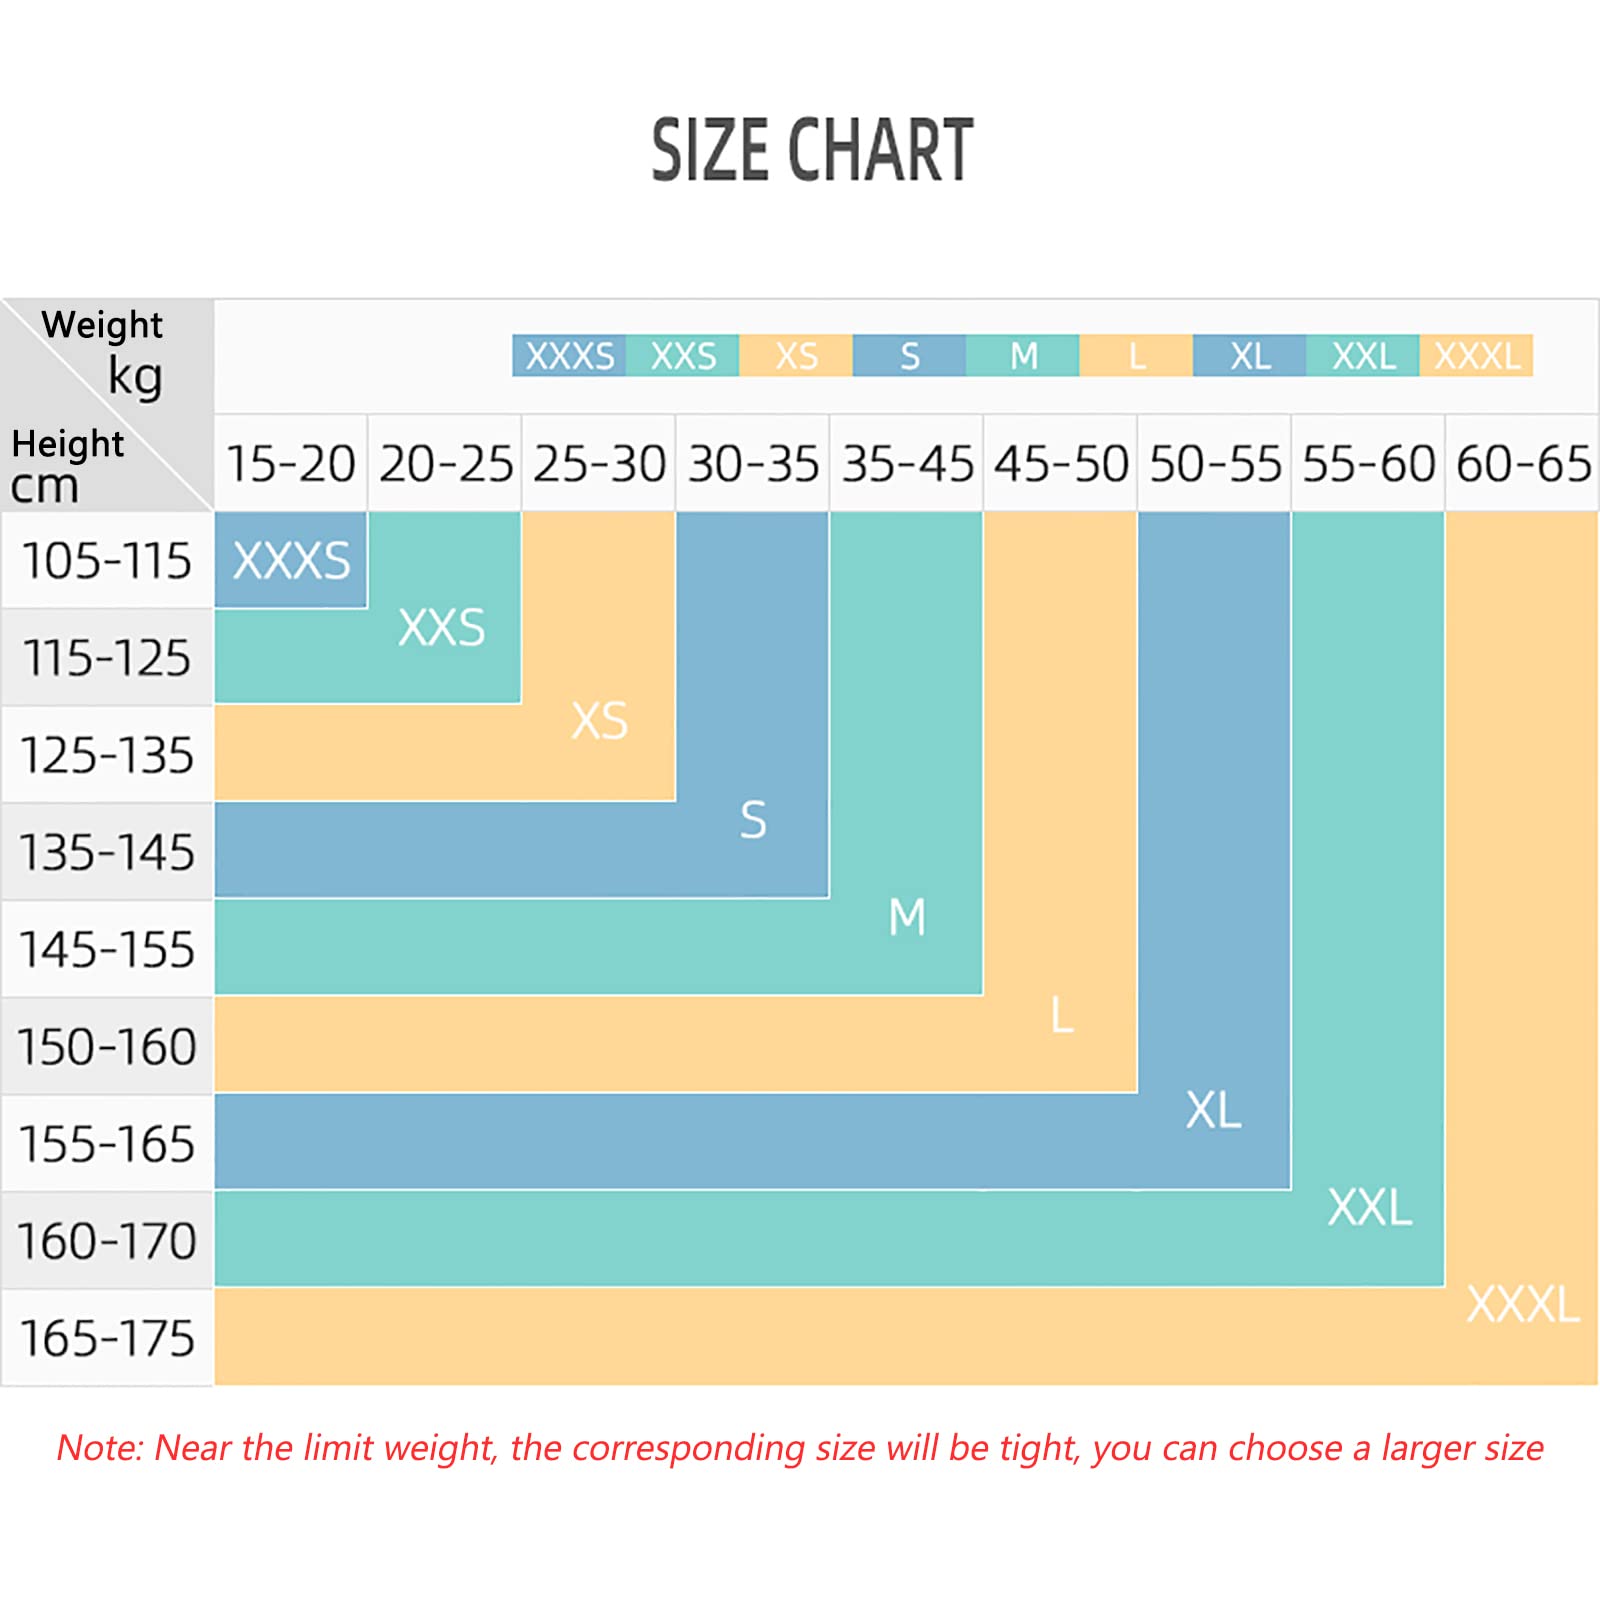 SIZE CHART
Weight
kg
Height
cm
XXXS XXS XS S M L XL XXL XXXL
15-20 20-25 25-30 30-35 35-45 45-50 50-55 55-60 60-65
105-115 XXXS
XXS
115-125
XS
125-135
S
135-145
M
145-155
L
150-160
XL
155-165
XXL
160-170
XXXL
165-175
Note: Near the limit weight, the corresponding size will be tight, you can choose a larger size